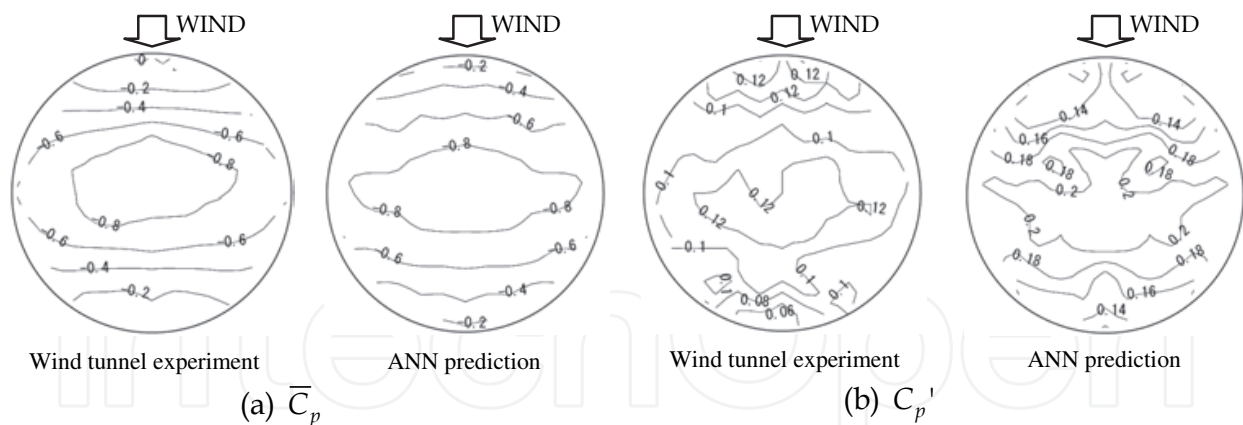 WIND WIND WIND WIND
0 -0.2 0.12 0.12
-0.2 -0.4 0.12 0.14 0.14
-0.4 -0.6 0.1 0.16
-0.6 -0.6 -0.8 0.1 0.18 0.18
-0.8 0.1 0.18 0.18
0.12 0.12 0.2 0.2
-0.8 -0.8 -0.8 0.12 0.2 0.2
-0.6 -0.6 -0.6 -0.6 0.1 0.18 0.18
-0.4 0.1 0.1 0.1 0.16
-0.2 -0.4 -0.4 0.08 0.14
-0.2 0.06
Wind tunnel experiment ANN prediction Wind tunnel experiment ANN prediction
(a) C̅p (b) Cp'
InTechOpen